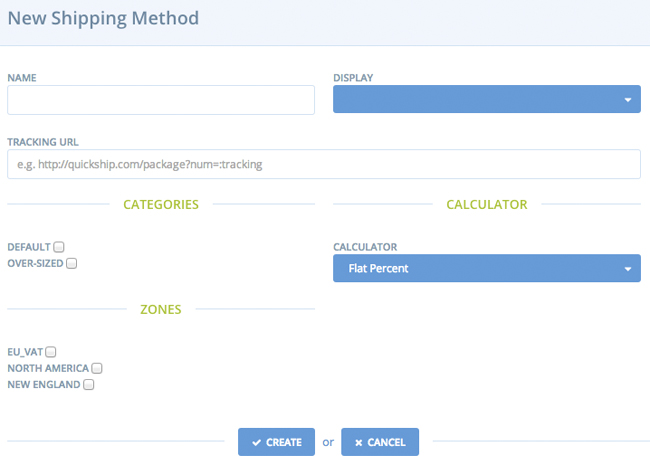 New Shipping Method
NAME
DISPLAY
TRACKING URL
e.g. http://quickship.com/package?num=:tracking
CATEGORIES
CALCULATOR
DEFAULT
OVER-SIZED
CALCULATOR
Flat Percent
ZONES
EU_VAT
NORTH AMERICA
NEW ENGLAND
CREATE or CANCEL